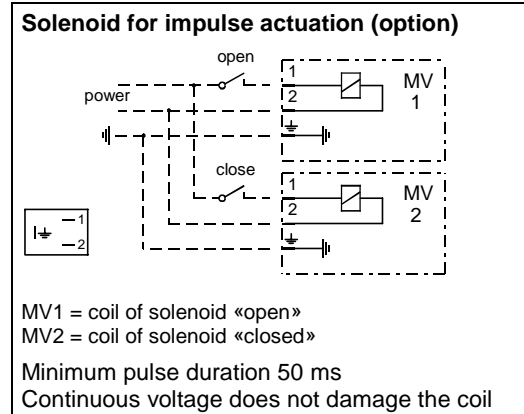 Solenoid for impulse actuation (option)
open
power
1
2
MV
1
close
1
2
MV
2
1
2
MV1 = coil of solenoid «open»
MV2 = coil of solenoid «closed»
Minimum pulse duration 50 ms
Continuous voltage does not damage the coil